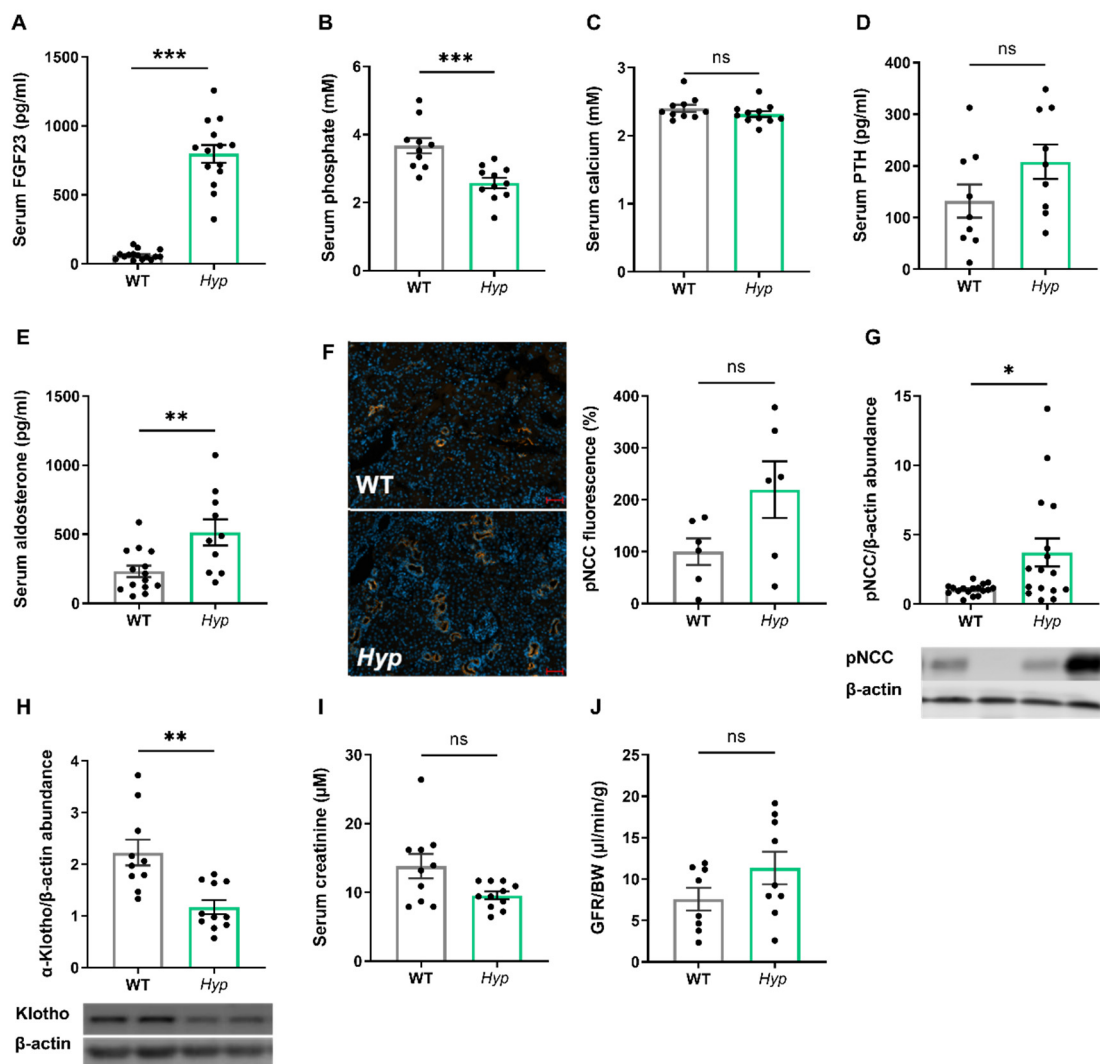 A
Serum FGF23 (pg/ml)
1500
1000
500
0
***
WT
Hyp
B
Serum phosphate (mM)
6
4
2
0
***
WT
Hyp
C
Serum calcium (mM)
3
2
1
0
ns
WT
Hyp
D
Serum PTH (pg/ml)
400
300
200
100
0
ns
WT
Hyp
E
Serum aldosterone (pg/ml)
1500
1000
500
0
**
WT
Hyp
F
WT
Hyp
pNCC fluorescence (%)
400
300
200
100
0
ns
WT
Hyp
G
pNCC/β-actin abundance
15
10
5
0
*
WT
Hyp
pNCC
β-actin
H
α-Klotho/β-actin abundance
4
3
2
1
0
**
WT
Hyp
Klotho
β-actin
I
Serum creatinine (μM)
30
20
10
0
ns
WT
Hyp
J
GFR/BW (μl/min/g)
25
20
15
10
5
0
ns
WT
Hyp